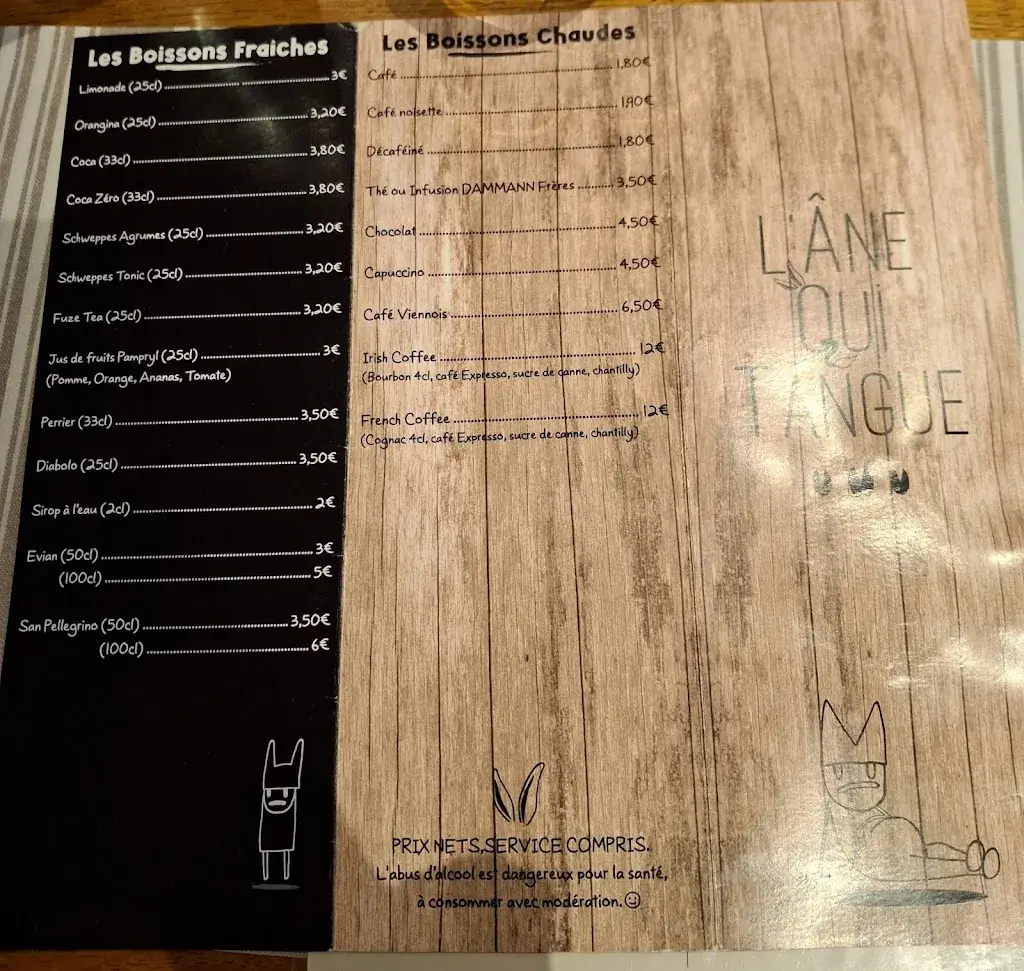 Les Boissons Fraiches
Limonade (25cl) 3€
Orangina (25cl) 3,20€
Coca (33cl) 3,80€
Coca Zéro (33cl) 3,80€
Schweppes Agrumes (25cl) 3,20€
Schweppes Tonic (25cl) 3,20€
Fuze Tea (25cl) 3,20€
Jus de fruits Pampryl (25cl) 3€
(Pomme, Orange, Ananas, Tomate)
Perrier (33cl) 3,50€
Diabolo (25cl) 3,50€
Sirop à l'eau (2cl) 2€
Evian (50cl) 3€
(100cl) 5€
San Pellegrino (50cl) 3,50€
(100cl) 6€
Les Boissons Chaudes
Café 1,80€
Café noisette 1,90€
Décaféiné 1,80€
Thé ou Infusion DAMMANN Frères 3,50€
Chocolat 4,50€
Capuccino 4,50€
Café Viennois 6,50€
Irish Coffee 12€
(Bourbon 4cl, café Expresso, sucre de canne, chantilly)
French Coffee 12€
(Cognac 4cl, café Expresso, sucre de canne, chantilly)
PRIX NETS,SERVICE COMPRIS.
L'abus d'alcool est dangereux pour la santé,
à consommer avec modération.
L'ÂNE
QUI
TANGUE